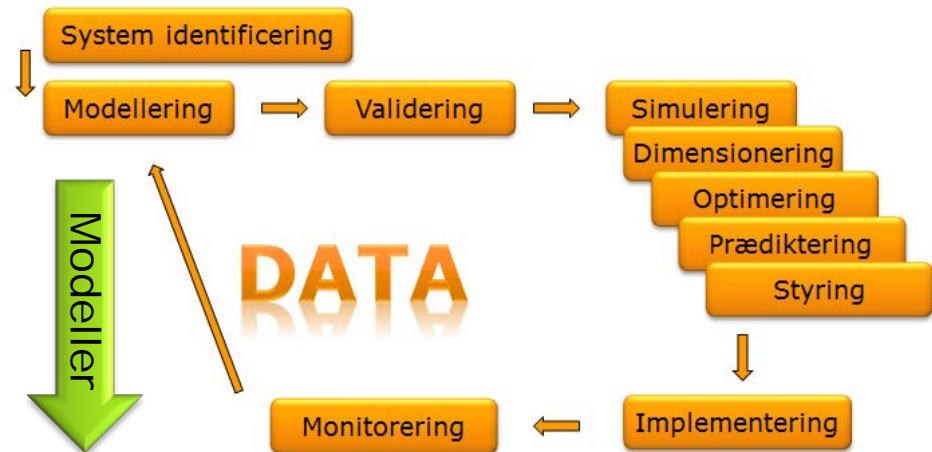 System identificering
Modellering
Validering
Simulering
Dimensionering
Optimering
Prædiktering
Styring
Modeller
DATA
Monitorering
Implementering